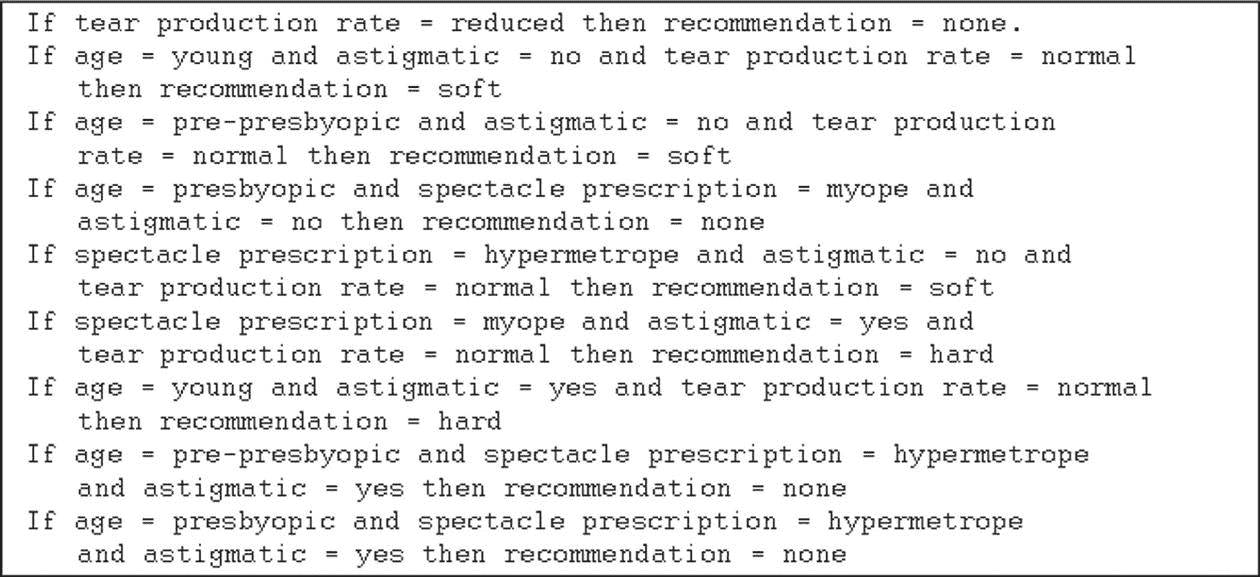 If tear production rate = reduced then recommendation = none.
If age = young and astigmatic = no and tear production rate = normal
then recommendation = soft
If age = pre-presbyopic and astigmatic = no and tear production
rate = normal then recommendation = soft
If age = presbyopic and spectacle prescription = myope and
astigmatic = no then recommendation = none
If spectacle prescription = hypermetrope and astigmatic = no and
tear production rate = normal then recommendation = soft
If spectacle prescription = myope and astigmatic = yes and
tear production rate = normal then recommendation = hard
If age = young and astigmatic = yes and tear production rate = normal
then recommendation = hard
If age = pre-presbyopic and spectacle prescription = hypermetrope
and astigmatic = yes then recommendation = none
If age = presbyopic and spectacle prescription = hypermetrope
and astigmatic = yes then recommendation = none